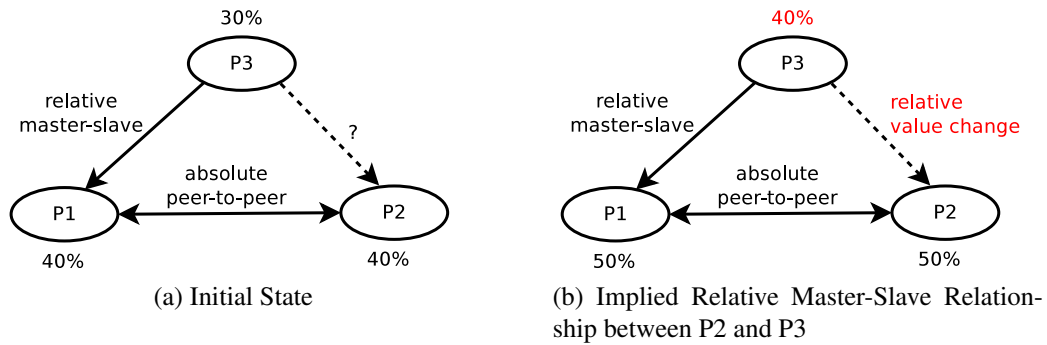 30%
P3
relative
master-slave
?
absolute
peer-to-peer
P1
P2
40%
40%
(a) Initial State
40%
P3
relative
master-slave
relative
value change
absolute
peer-to-peer
P1
P2
50%
50%
(b) Implied Relative Master-Slave Relation-
ship between P2 and P3